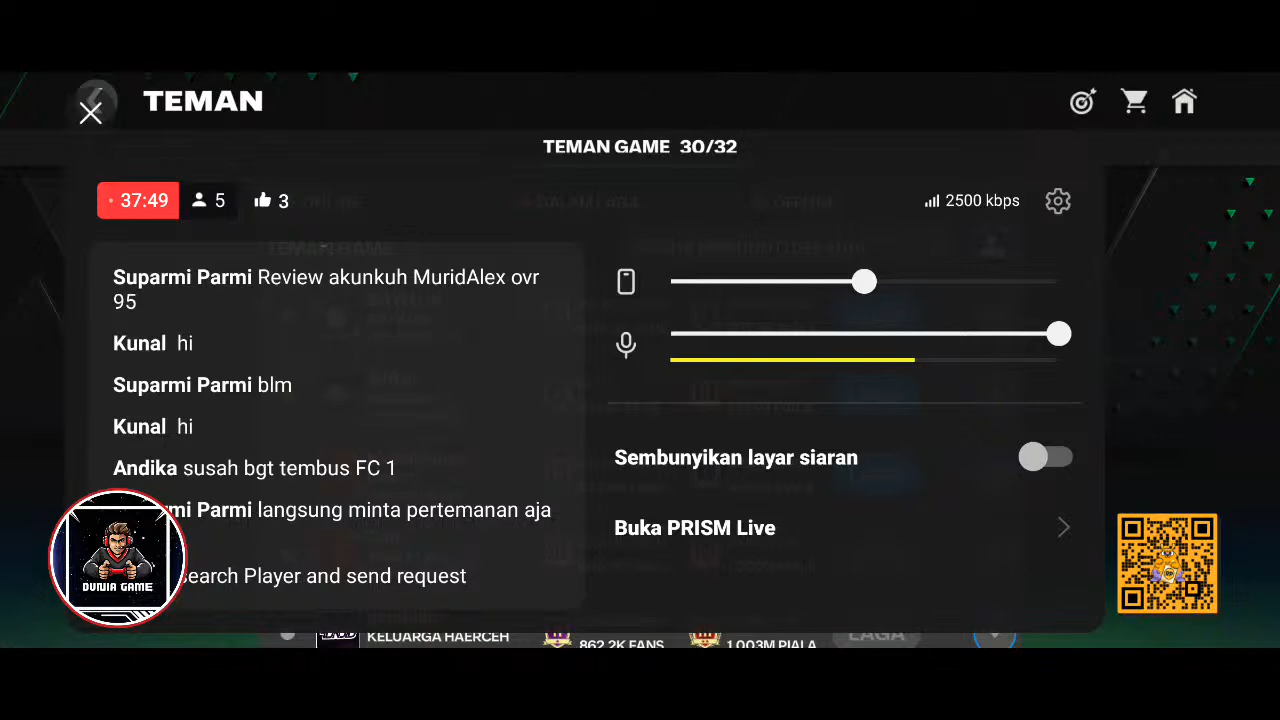 TEMAN
TEMAN GAME 30/32
37:49 5 3
2500 kbps
Suparmi Parmi Review akunkuh MuridAlex ovr
95
Kunal hi
Suparmi Parmi blm
Kunal hi
Andika susah bgt tembus FC 1
Parmi langsung minta pertemanan aja
search Player and send request
Sembunyikan layar siaran
Buka PRISM Live
DUNIA GAME
KELUARGA HAERCEH
862.2K FANS
1.003M PIALA
LAGA